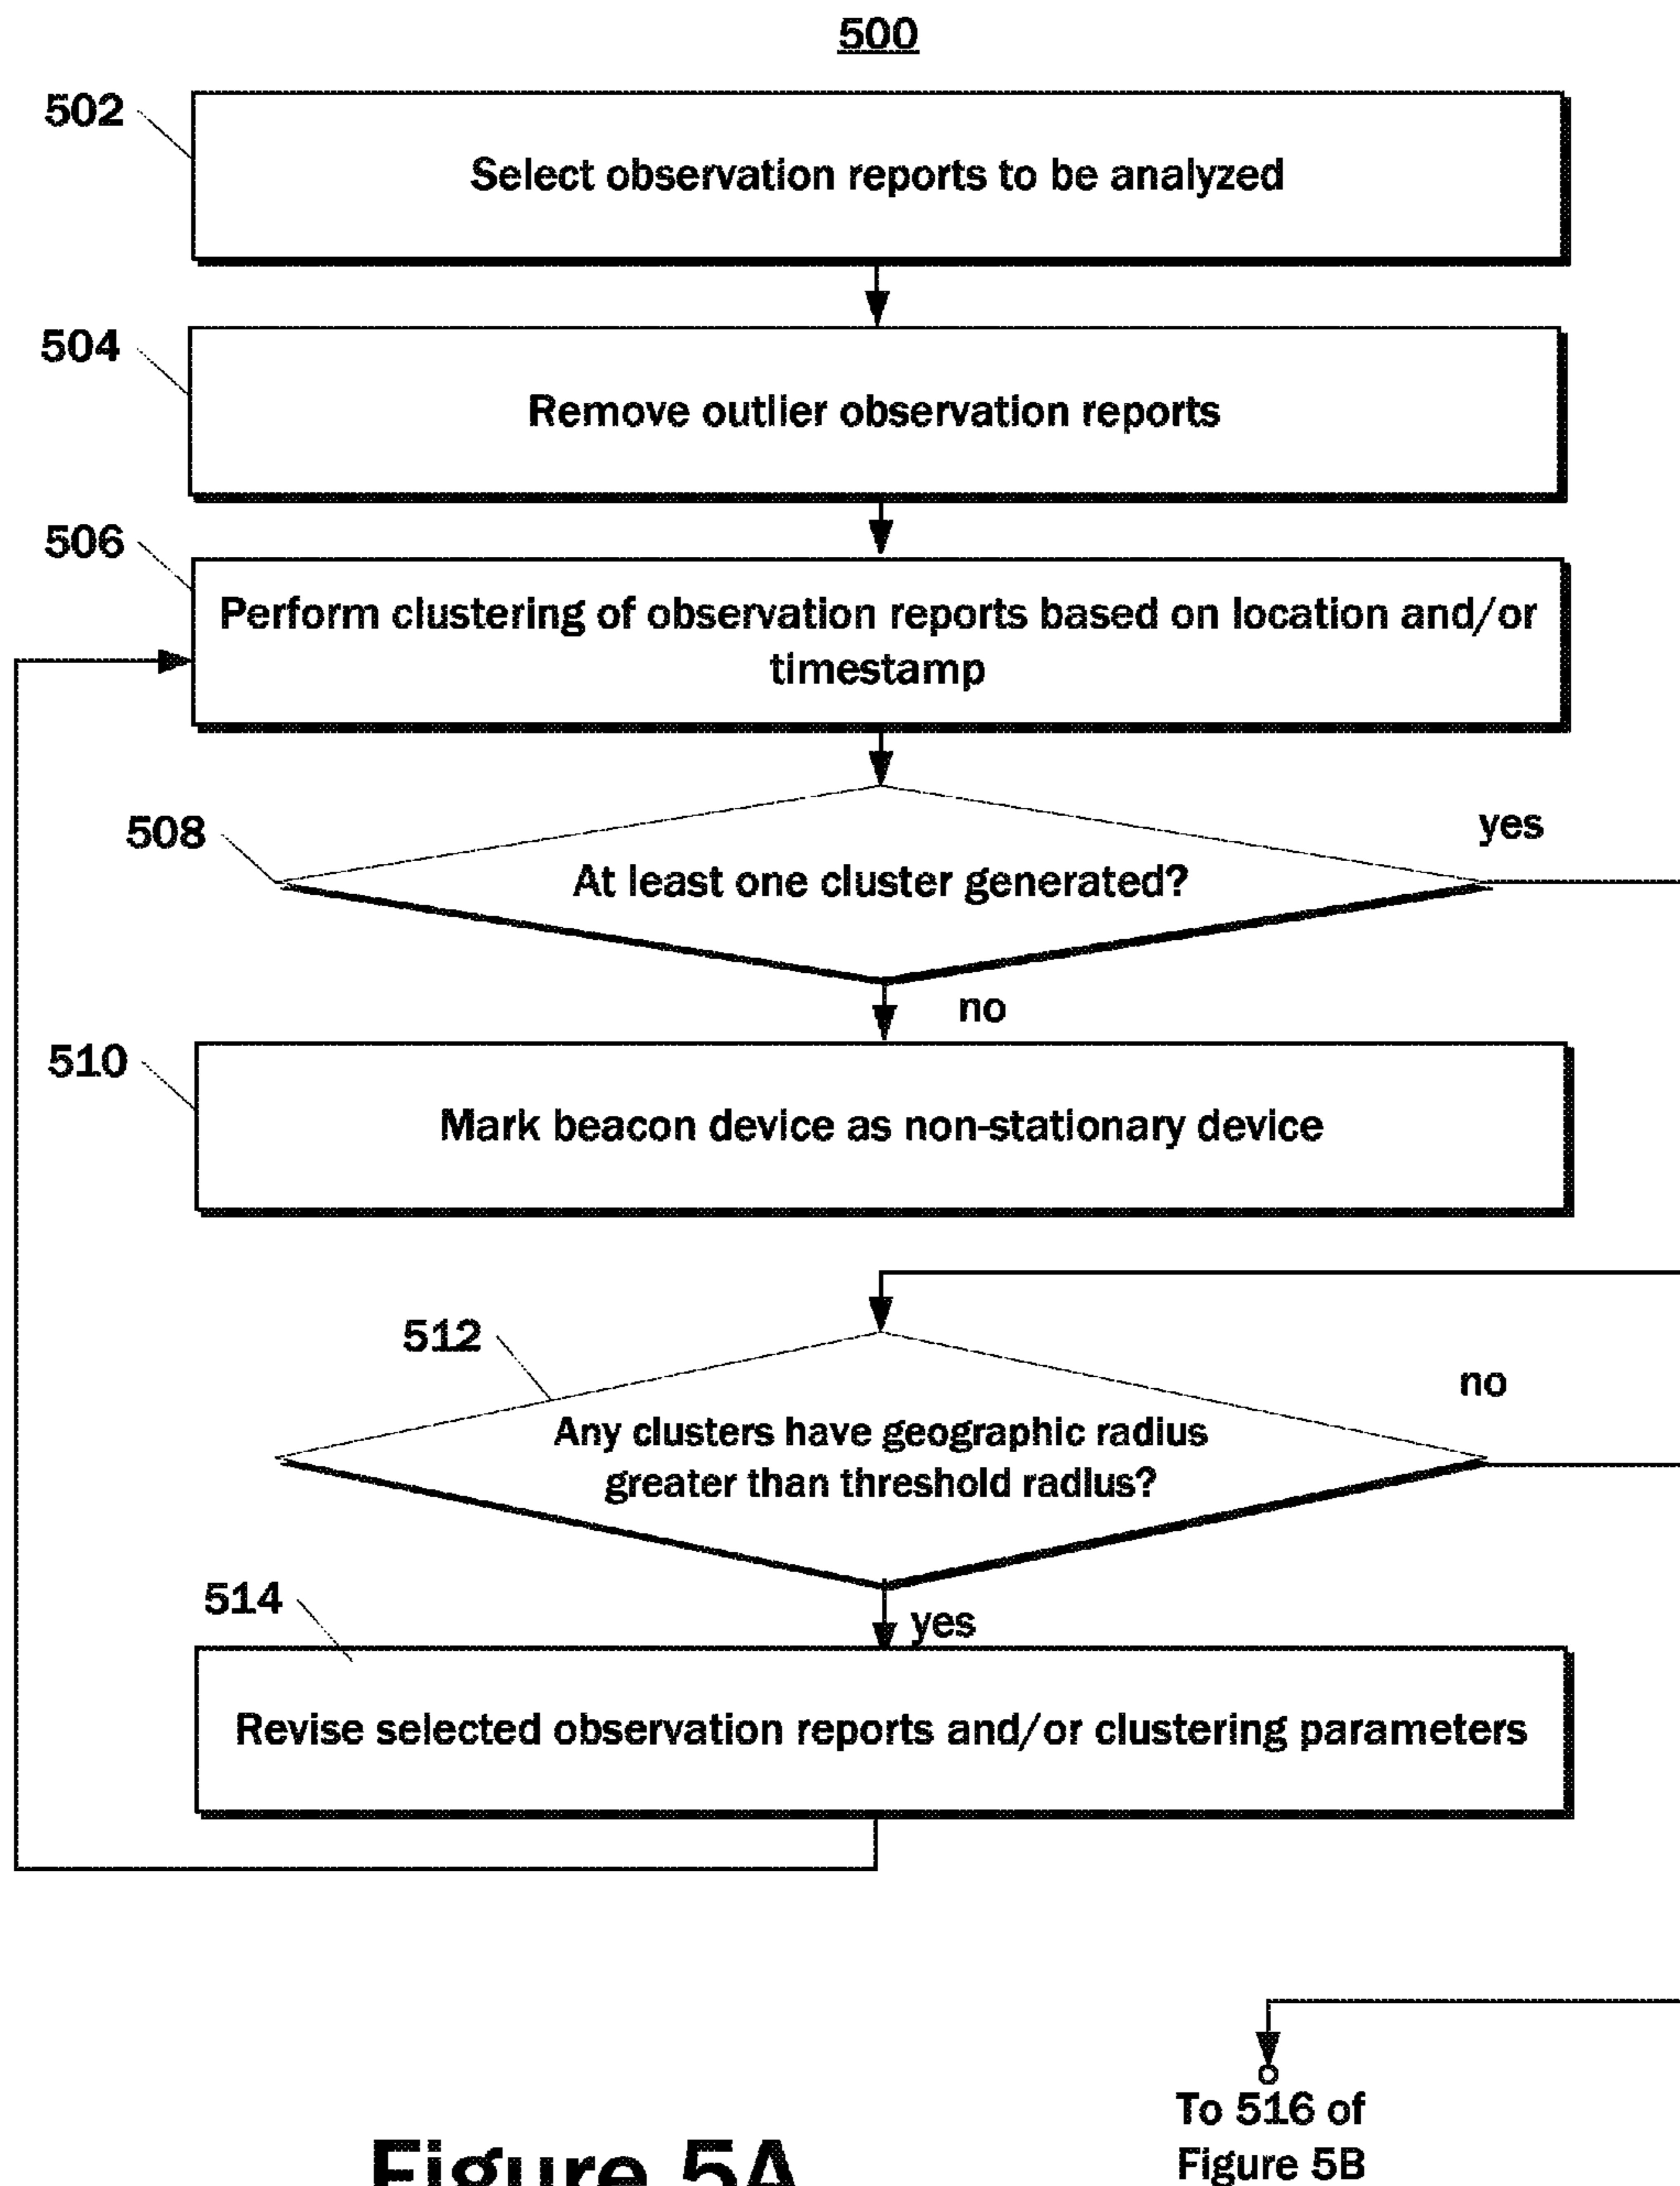 500
502
Select observation reports to be analyzed
504
Remove outlier observation reports
506
Perform clustering of observation reports based on location and/or
timestamp
508
At least one cluster generated?
yes
no
510
Mark beacon device as non-stationary device
512
no
Any clusters have geographic radius
greater than threshold radius?
514
yes
Revise selected observation reports and/or clustering parameters
To 516 of
Figure 5B
Figure 5A